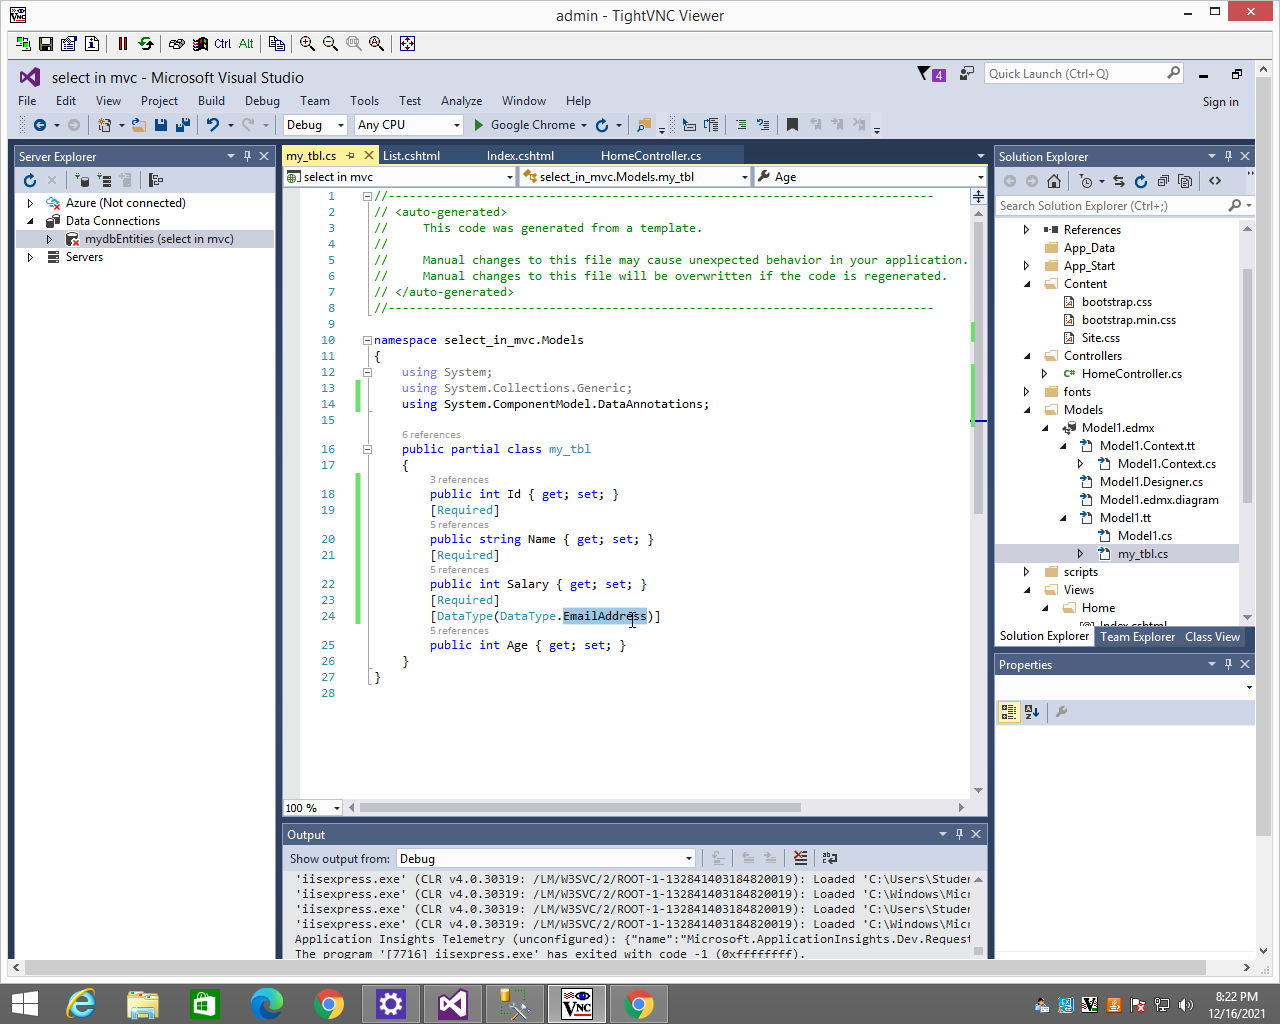 admin - TightVNC Viewer
Ctrl Alt
select in mvc - Microsoft Visual Studio
4
Quick Launch (Ctrl+Q)
File Edit View Project Build Debug Team Tools Test Analyze Window Help
Sign in
Debug Any CPU Google Chrome
Server Explorer
Azure (Not connected)
Data Connections
mydbEntities (select in mvc)
Servers
my_tbl.cs List.cshtml Index.cshtml HomeController.cs
select in mvc select_in_mvc.Models.my_tbl Age
1 //------------------------------------------------------------------------------
2 // <auto-generated>
3 //     This code was generated from a template.
4 //
5 //     Manual changes to this file may cause unexpected behavior in your application.
6 //     Manual changes to this file will be overwritten if the code is regenerated.
7 // </auto-generated>
8 //------------------------------------------------------------------------------
9
10 namespace select_in_mvc.Models
11 {
12     using System;
13     using System.Collections.Generic;
14     using System.ComponentModel.DataAnnotations;
15
6 references
16     public partial class my_tbl
17     {
3 references
18         public int Id { get; set; }
19         [Required]
5 references
20         public string Name { get; set; }
21         [Required]
5 references
22         public int Salary { get; set; }
23         [Required]
24         [DataType(DataType.EmailAddress)]
5 references
25         public int Age { get; set; }
26     }
27 }
28
100 %
Output
Show output from: Debug
'iisexpress.exe' (CLR v4.0.30319: /LM/W3SVC/2/ROOT-1-132841403184820019): Loaded 'C:\Users\Studer
'iisexpress.exe' (CLR v4.0.30319: /LM/W3SVC/2/ROOT-1-132841403184820019): Loaded 'C:\Windows\Micr
'iisexpress.exe' (CLR v4.0.30319: /LM/W3SVC/2/ROOT-1-132841403184820019): Loaded 'C:\Users\Studer
'iisexpress.exe' (CLR v4.0.30319: /LM/W3SVC/2/ROOT-1-132841403184820019): Loaded 'C:\Windows\Micr
Application Insights Telemetry (unconfigured): {"name":"Microsoft.ApplicationInsights.Dev.Request
The program '[7716] iisexpress.exe' has exited with code -1 (0xffffffff).
Solution Explorer
Search Solution Explorer (Ctrl+;)
References
App_Data
App_Start
Content
bootstrap.css
bootstrap.min.css
Site.css
Controllers
C# HomeController.cs
fonts
Models
Model1.edmx
Model1.Context.tt
Model1.Context.cs
Model1.Designer.cs
Model1.edmx.diagram
Model1.tt
Model1.cs
my_tbl.cs
scripts
Views
Home
Index.cshtml
Solution Explorer Team Explorer Class View
Properties
8:22 PM
12/16/2021